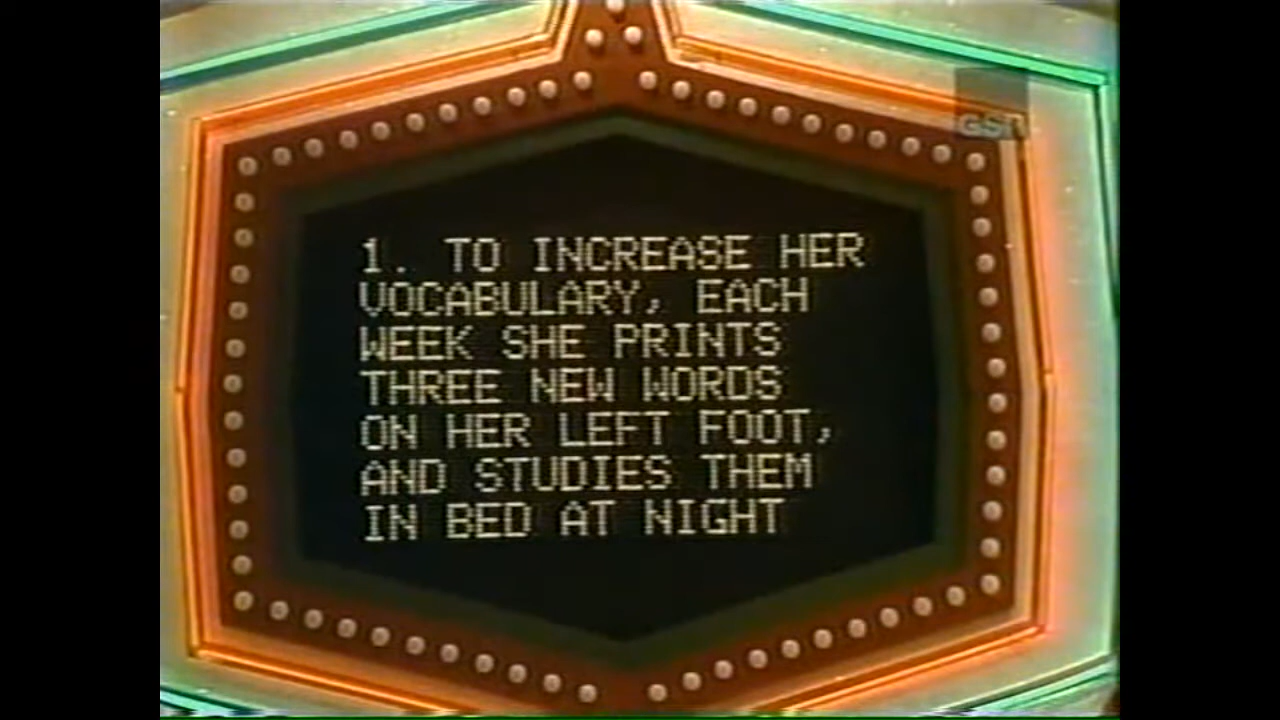 GSN
1. TO INCREASE HER
VOCABULARY, EACH
WEEK SHE PRINTS
THREE NEW WORDS
ON HER LEFT FOOT,
AND STUDIES THEM
IN BED AT NIGHT